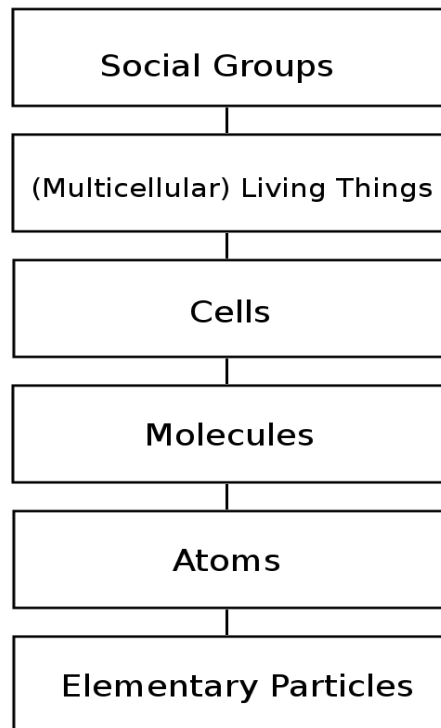 Social Groups
(Multicellular) Living Things
Cells
Molecules
Atoms
Elementary Particles